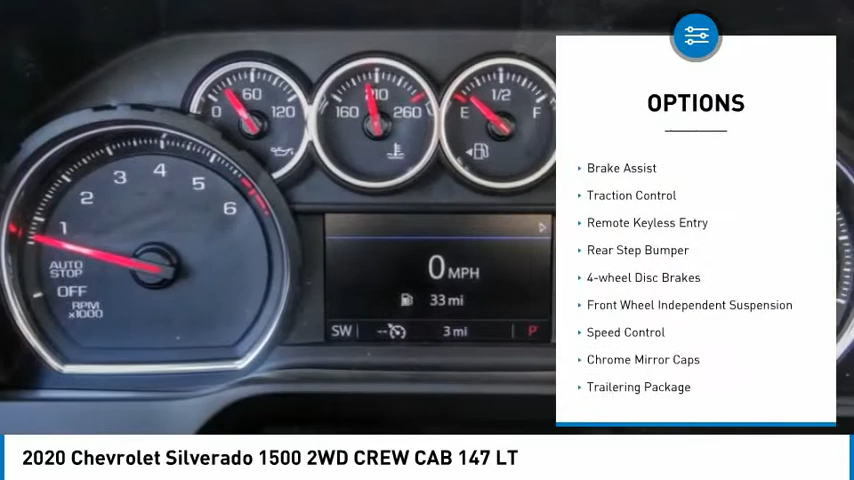 0 60 120
160 210 260
E 1/2 F
1 2 3 4 5 6
AUTO
STOP
OFF
RPM
x1000
0 MPH
33 mi
SW
--
3 mi
P
OPTIONS
Brake Assist
Traction Control
Remote Keyless Entry
Rear Step Bumper
4-wheel Disc Brakes
Front Wheel Independent Suspension
Speed Control
Chrome Mirror Caps
Trailering Package
2020 Chevrolet Silverado 1500 2WD CREW CAB 147 LT